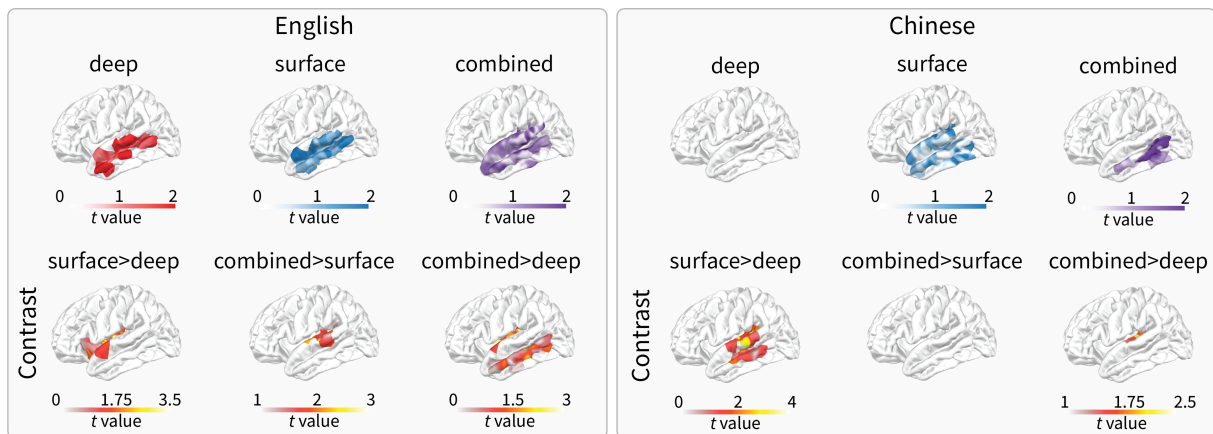 English
deep surface combined
0 1 2 0 1 2 0 1 2
t value t value t value
surface>deep combined>surface combined>deep
Contrast
0 1.75 3.5 1 2 3 0 1.5 3
t value t value t value
Chinese
deep surface combined
0 1 2 0 1 2
t value t value
surface>deep combined>surface combined>deep
Contrast
0 2 4 1 1.75 2.5
t value t value